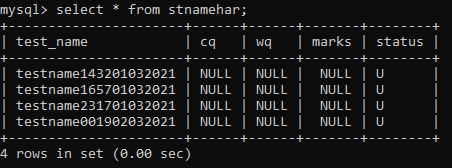 mysql> select * from stnamehar;
+----------------------+------+------+-------+--------+
| test_name            | cq   | wq   | marks | status |
+----------------------+------+------+-------+--------+
| testname143201032021 | NULL | NULL |  NULL | U      |
| testname165701032021 | NULL | NULL |  NULL | U      |
| testname231701032021 | NULL | NULL |  NULL | U      |
| testname001902032021 | NULL | NULL |  NULL | U      |
+----------------------+------+------+-------+--------+
4 rows in set (0.00 sec)